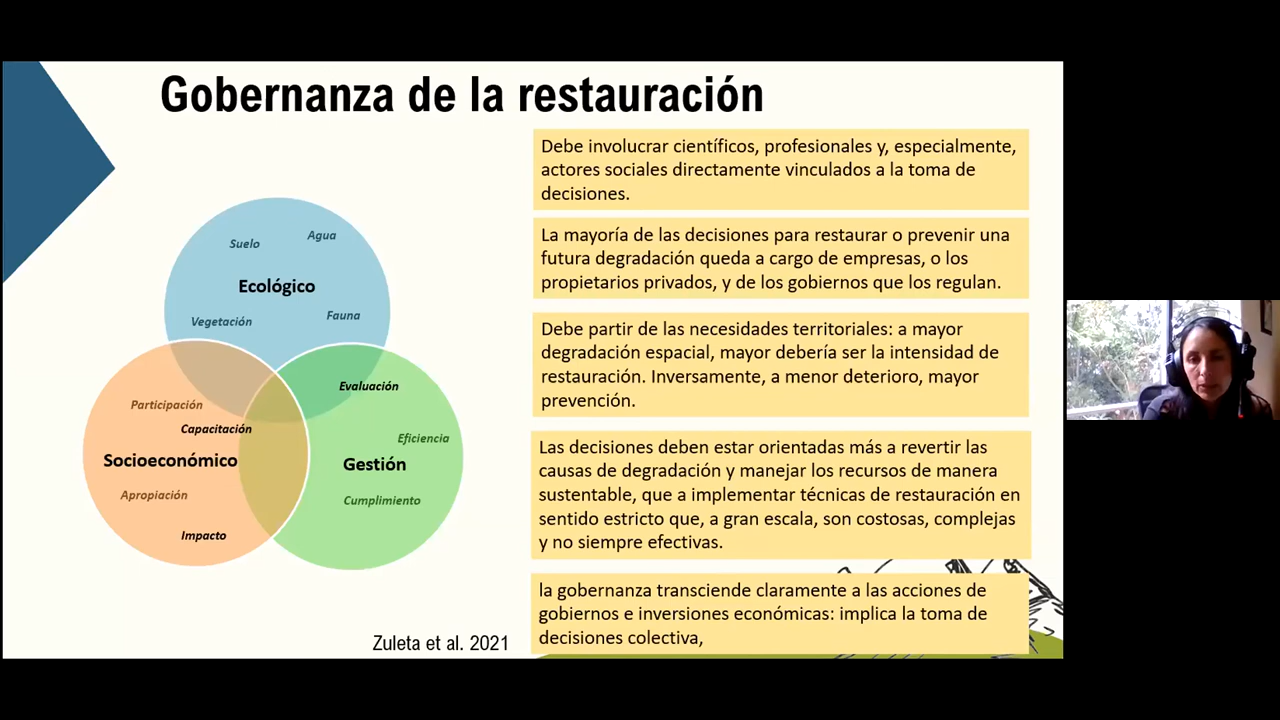 Gobernanza de la restauración
Suelo
Agua
Ecológico
Vegetación
Fauna
Participación
Capacitación
Socioeconómico
Apropiación
Impacto
Evaluación
Eficiencia
Gestión
Cumplimiento
Zuleta et al. 2021
Debe involucrar científicos, profesionales y, especialmente,
actores sociales directamente vinculados a la toma de
decisiones.
La mayoría de las decisiones para restaurar o prevenir una
futura degradación queda a cargo de empresas, o los
propietarios privados, y de los gobiernos que los regulan.
Debe partir de las necesidades territoriales: a mayor
degradación espacial, mayor debería ser la intensidad de
restauración. Inversamente, a menor deterioro, mayor
prevención.
Las decisiones deben estar orientadas más a revertir las
causas de degradación y manejar los recursos de manera
sustentable, que a implementar técnicas de restauración en
sentido estricto que, a gran escala, son costosas, complejas
y no siempre efectivas.
la gobernanza transciende claramente a las acciones de
gobiernos e inversiones económicas: implica la toma de
decisiones colectiva,